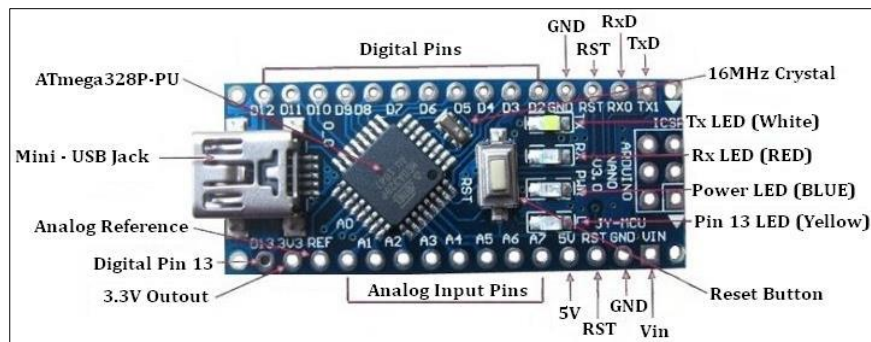 GND
RxD
RST
TxD
Digital Pins
ATmega328P-PU
16MHz Crystal
D12 D11 D10 D9 D8 D7 D6 D5 D4 D3 D2 GND RST RX0 TX1
ICSP
TX
Tx LED (White)
Mini - USB Jack
RX
Rx LED (RED)
ARDUINO
NANO
V3.0
RST
PWR
Power LED (BLUE)
L
JY-MCU
Pin 13 LED (Yellow)
Analog Reference
D13 3V3 REF A0 A1 A2 A3 A4 A5 A6 A7 5V RST GND VIN
Digital Pin 13
3.3V Outout
Analog Input Pins
5V
RST
GND
Vin
Reset Button